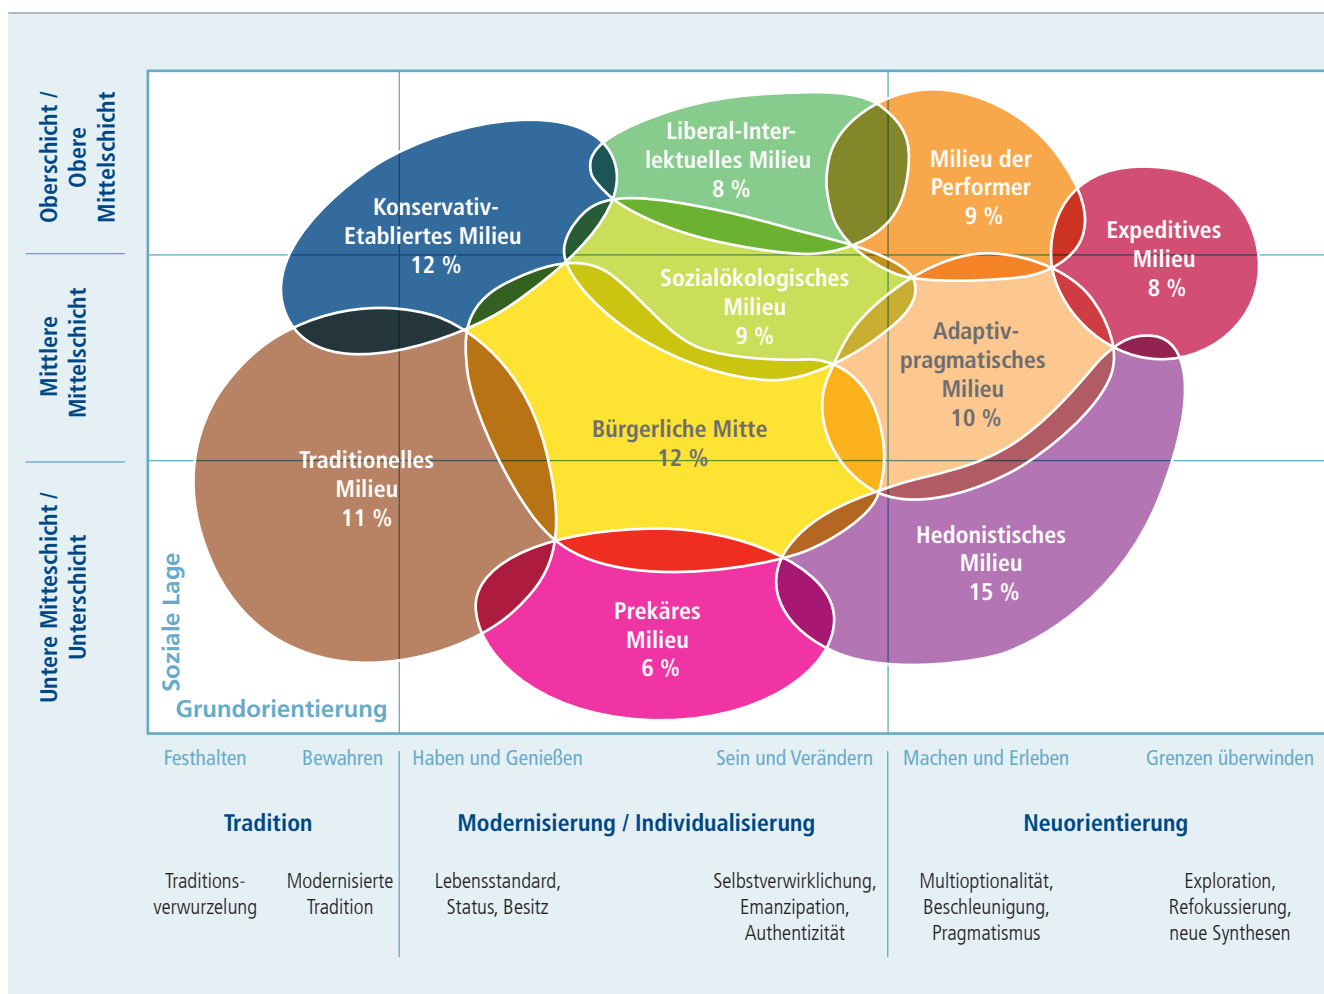 Oberschicht /
Obere
Mittelschicht
Mittlere
Mittelschicht
Untere Mitteschicht /
Unterschicht
Soziale Lage
Grundorientierung
Konservativ-
Etabliertes Milieu
12 %
Liberal-Inter-
lektuelles Milieu
8 %
Milieu der
Performer
9 %
Expeditives
Milieu
8 %
Sozialökologisches
Milieu
9 %
Adaptiv-
pragmatisches
Milieu
10 %
Bürgerliche Mitte
12 %
Traditionelles
Milieu
11 %
Hedonistisches
Milieu
15 %
Prekäres
Milieu
6 %
Festhalten
Bewahren
Haben und Genießen
Sein und Verändern
Machen und Erleben
Grenzen überwinden
Tradition
Modernisierung / Individualisierung
Neuorientierung
Traditions-
verwurzelung
Modernisierte
Tradition
Lebensstandard,
Status, Besitz
Selbstverwirklichung,
Emanzipation,
Authentizität
Multioptionalität,
Beschleunigung,
Pragmatismus
Exploration,
Refokussierung,
neue Synthesen